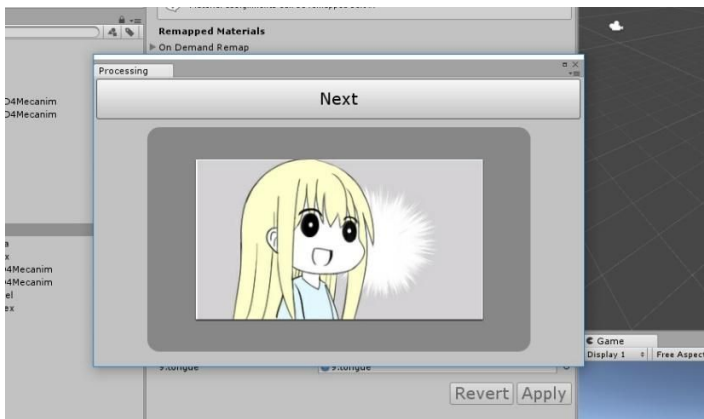 Remapped Materials
On Demand Remap
Processing
Next
D4Mecanim
D4Mecanim
a
x
4Mecanim
4Mecanim
el
ex
Game
Display 1
Free Aspect
9.tongue
9.tongue
Revert
Apply